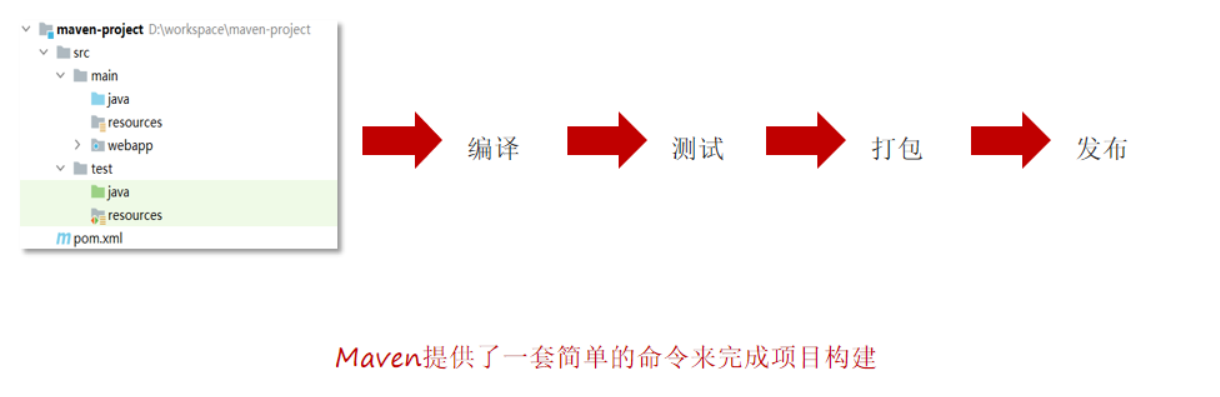 maven-project D:\workspace\maven-project
src
main
java
resources
webapp
test
java
resources
pom.xml
编译
测试
打包
发布
Maven提供了一套简单的命令来完成项目构建